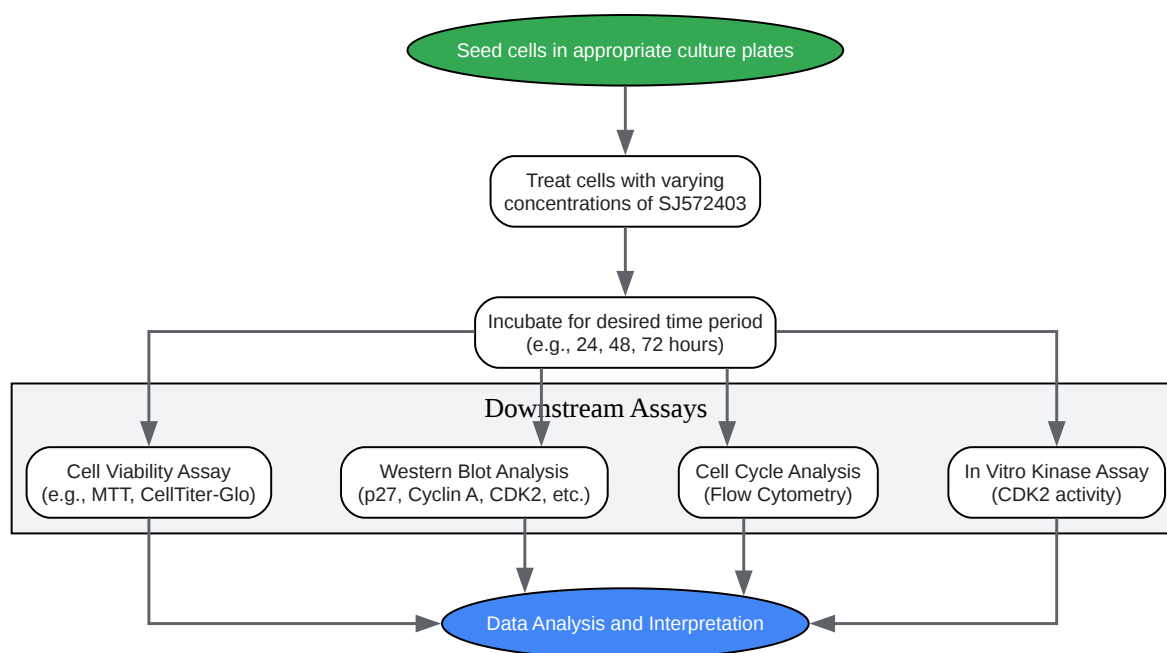 Seed cells in appropriate culture plates
Treat cells with varying
concentrations of SJ572403
Incubate for desired time period
(e.g., 24, 48, 72 hours)
Downstream Assays
Cell Viability Assay
(e.g., MTT, CellTiter-Glo)
Western Blot Analysis
(p27, Cyclin A, CDK2, etc.)
Cell Cycle Analysis
(Flow Cytometry)
In Vitro Kinase Assay
(CDK2 activity)
Data Analysis and Interpretation